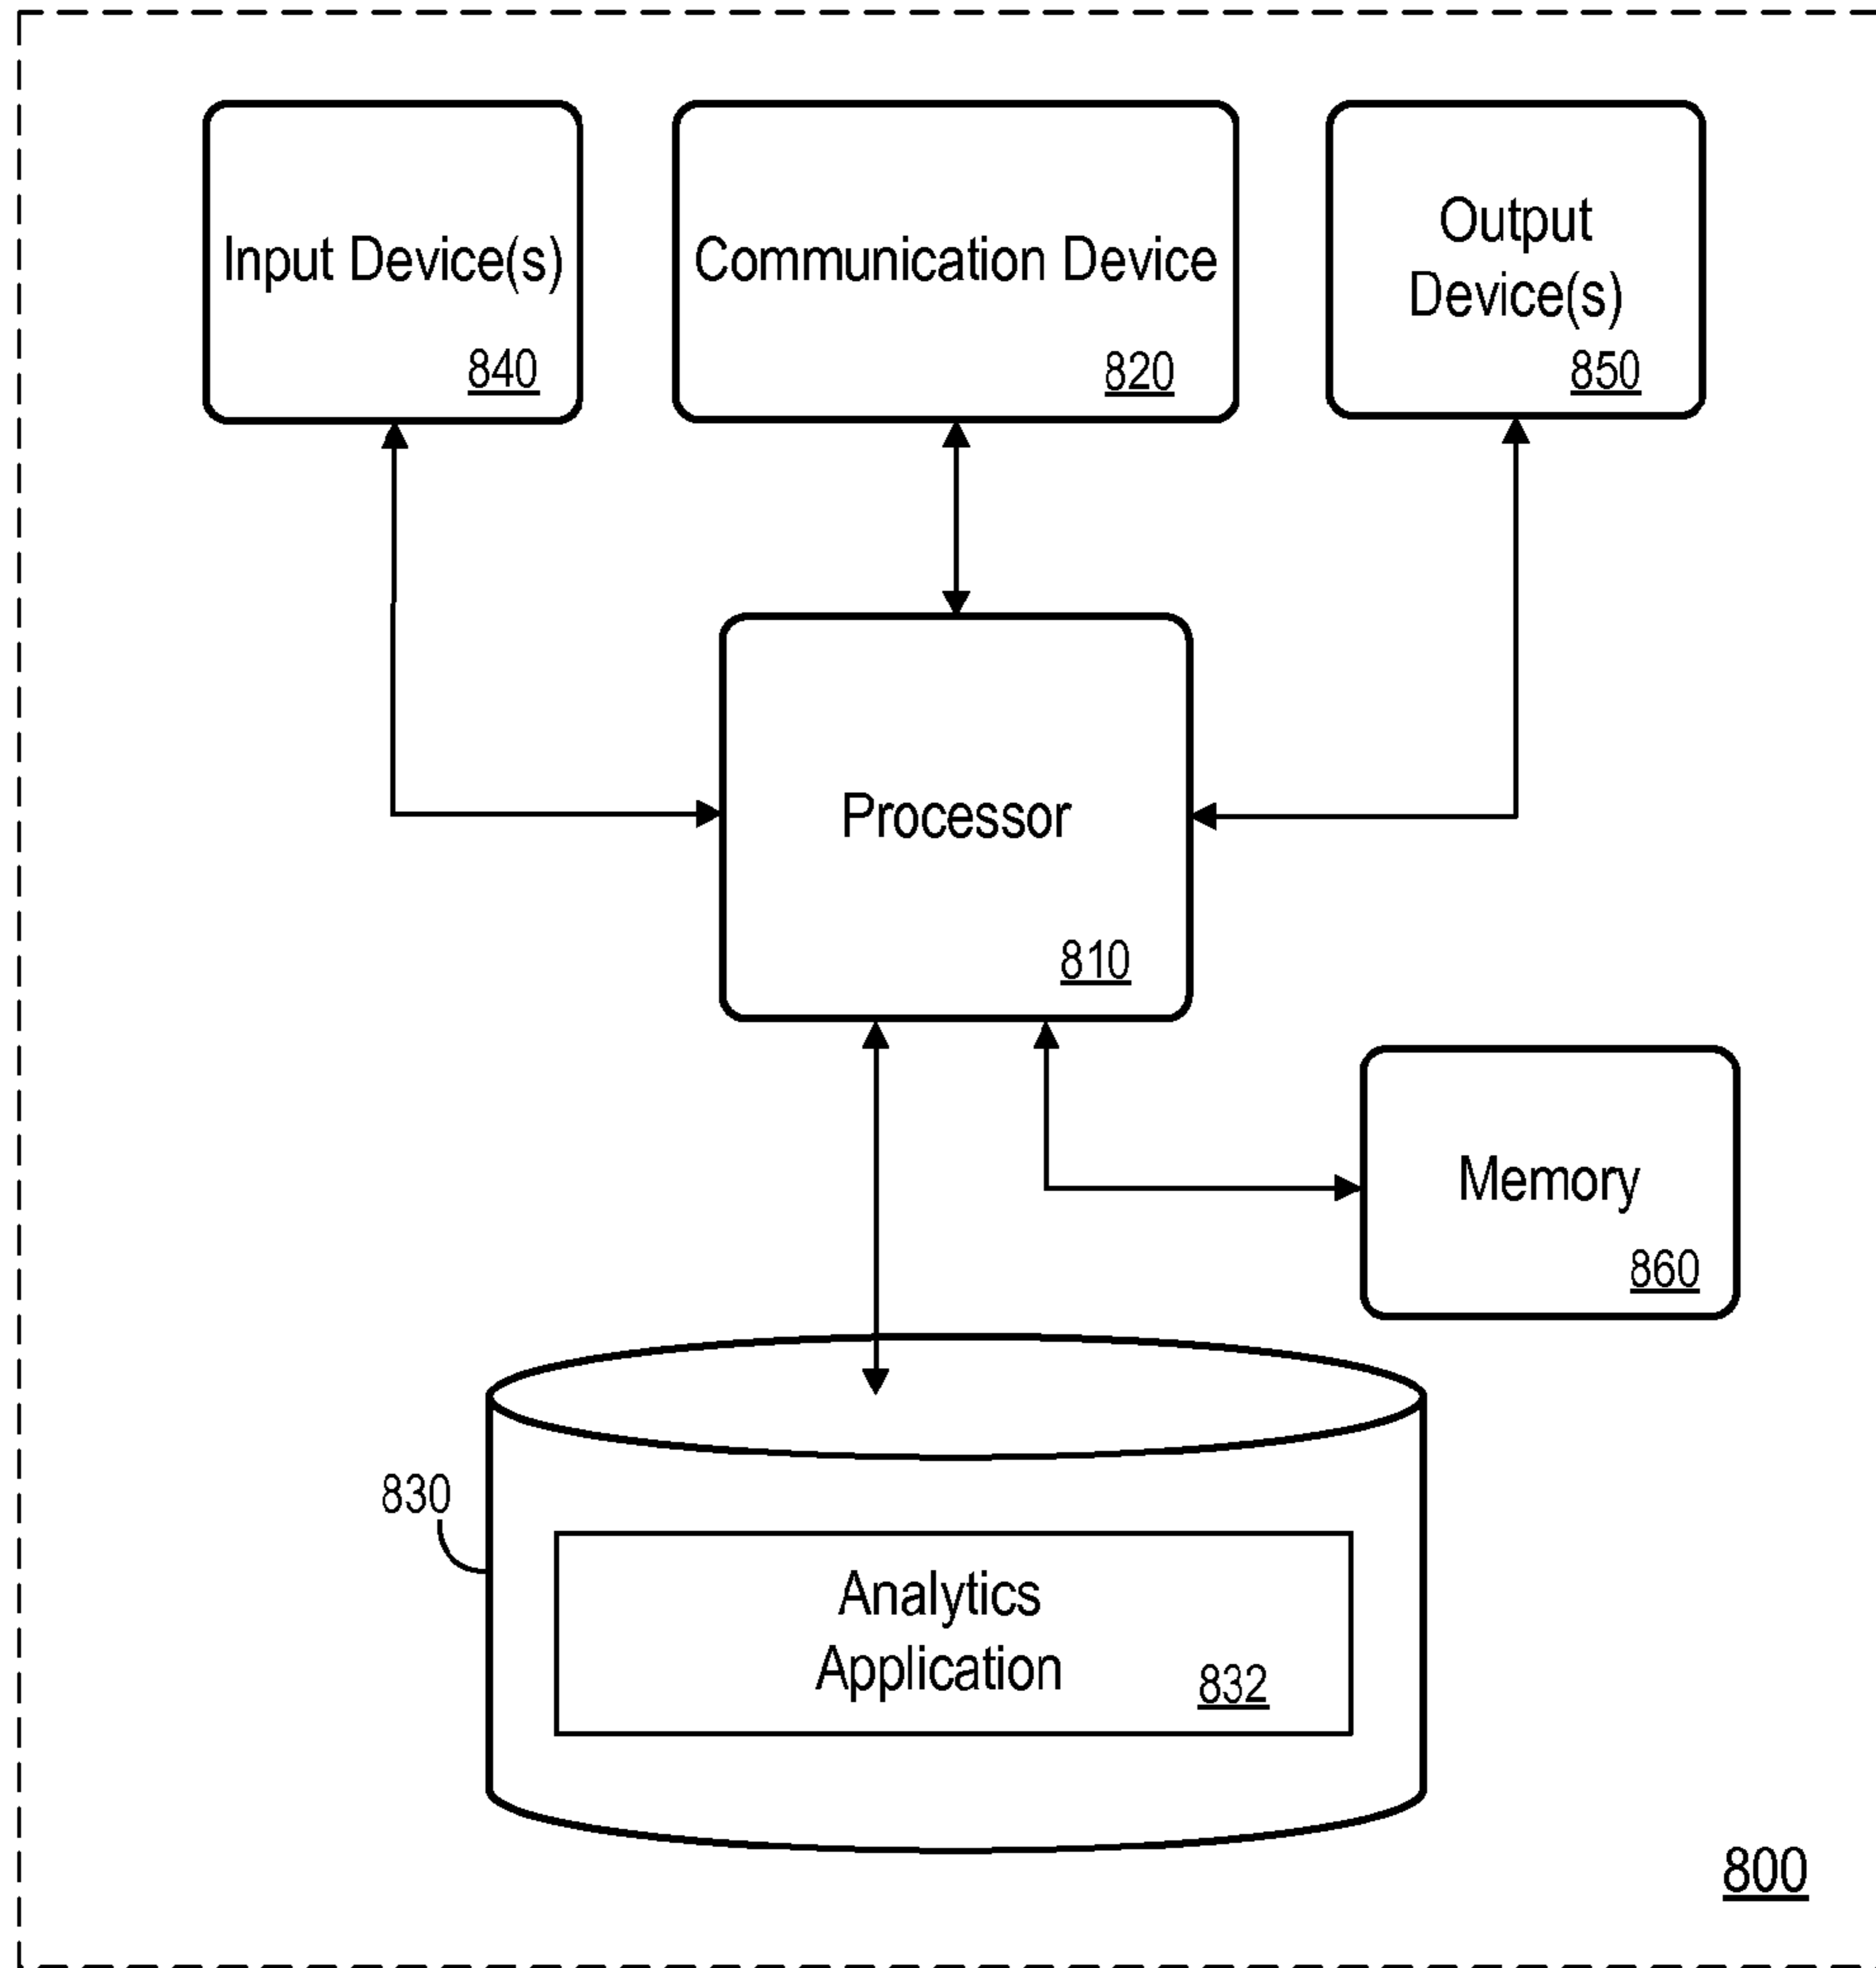 Input Device(s)
840
Communication Device
820
Output
Device(s)
850
Processor
810
Memory
860
830
Analytics
Application
832
800